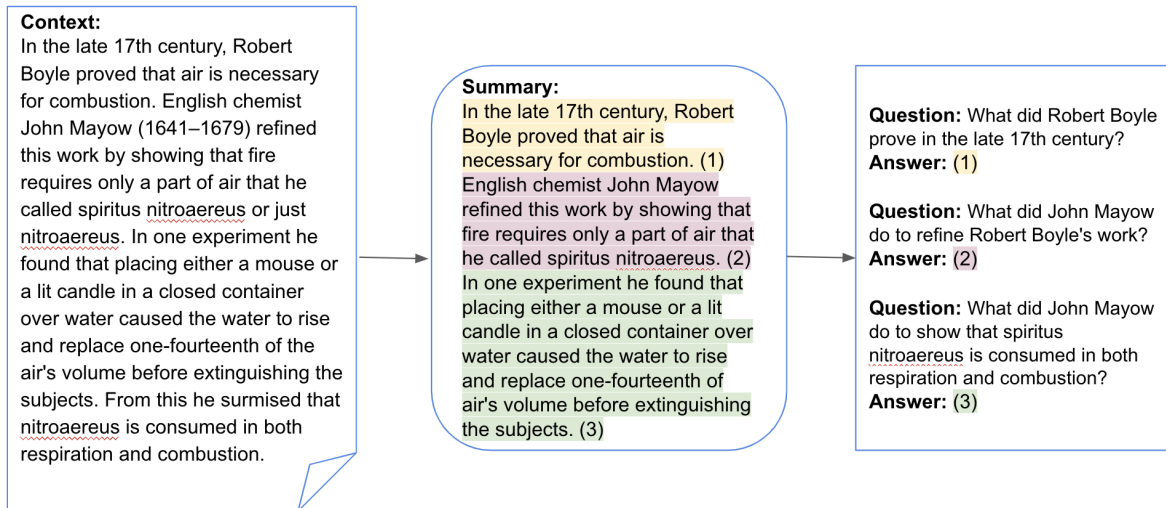 Context:
In the late 17th century, Robert
Boyle proved that air is necessary
for combustion. English chemist
John Mayow (1641–1679) refined
this work by showing that fire
requires only a part of air that he
called spiritus nitroaereus or just
nitroaereus. In one experiment he
found that placing either a mouse or
a lit candle in a closed container
over water caused the water to rise
and replace one-fourteenth of the
air's volume before extinguishing the
subjects. From this he surmised that
nitroaereus is consumed in both
respiration and combustion.
Summary:
In the late 17th century, Robert
Boyle proved that air is
necessary for combustion. (1)
English chemist John Mayow
refined this work by showing that
fire requires only a part of air that
he called spiritus nitroaereus. (2)
In one experiment he found that
placing either a mouse or a lit
candle in a closed container over
water caused the water to rise
and replace one-fourteenth of
air's volume before extinguishing
the subjects. (3)
Question: What did Robert Boyle
prove in the late 17th century?
Answer: (1)
Question: What did John Mayow
do to refine Robert Boyle's work?
Answer: (2)
Question: What did John Mayow
do to show that spiritus
nitroaereus is consumed in both
respiration and combustion?
Answer: (3)